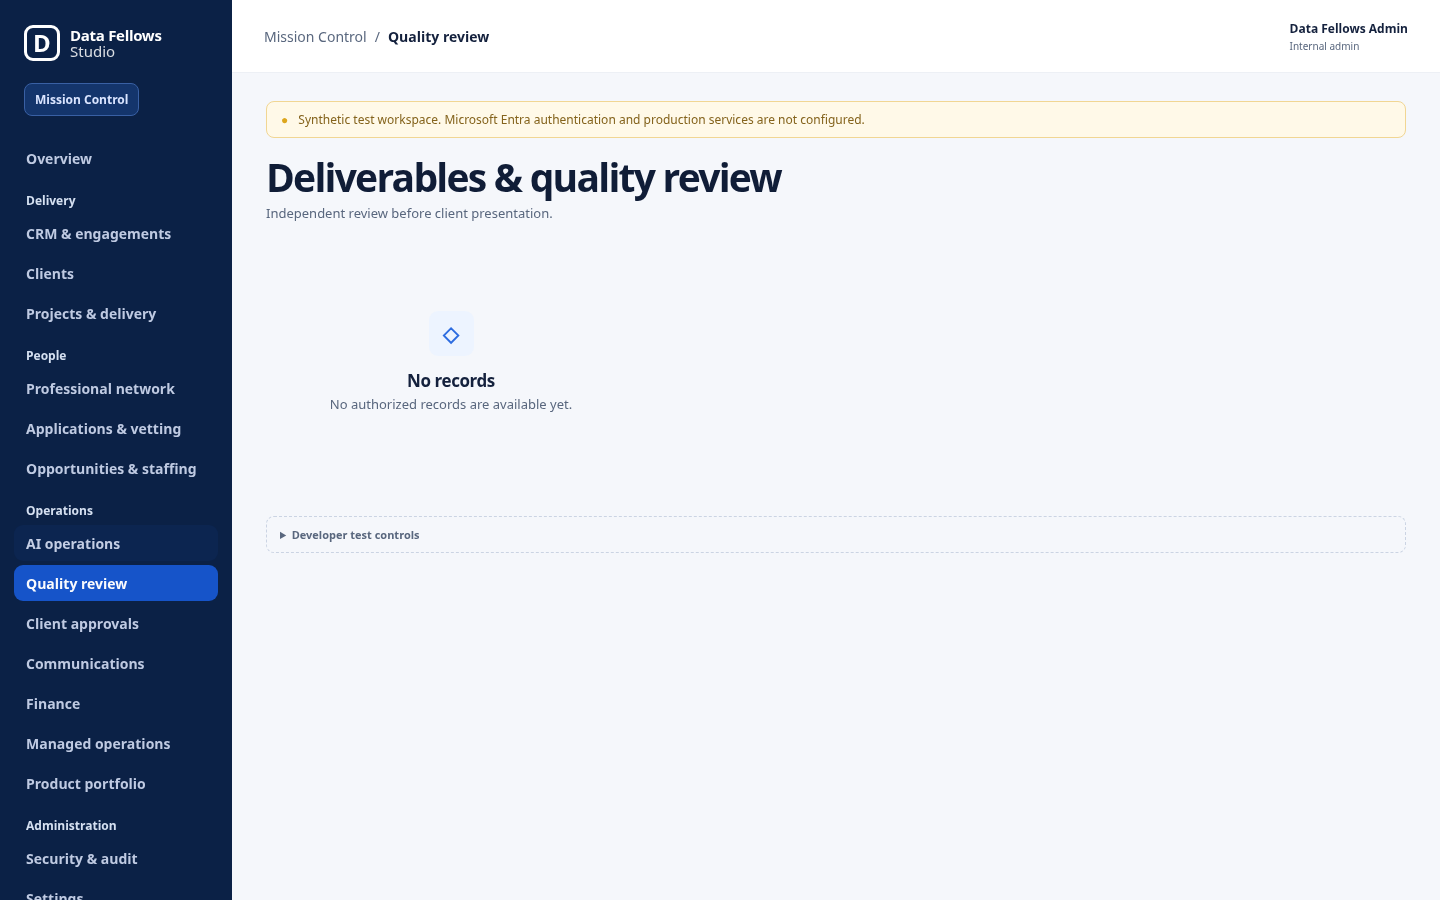 D
Data Fellows
Studio
Mission Control
Overview
Delivery
CRM & engagements
Clients
Projects & delivery
People
Professional network
Applications & vetting
Opportunities & staffing
Operations
AI operations
Quality review
Client approvals
Communications
Finance
Managed operations
Product portfolio
Administration
Security & audit
Settings
Mission Control / Quality review
Data Fellows Admin
Internal admin
Synthetic test workspace. Microsoft Entra authentication and production services are not configured.
Deliverables & quality review
Independent review before client presentation.
No records
No authorized records are available yet.
Developer test controls